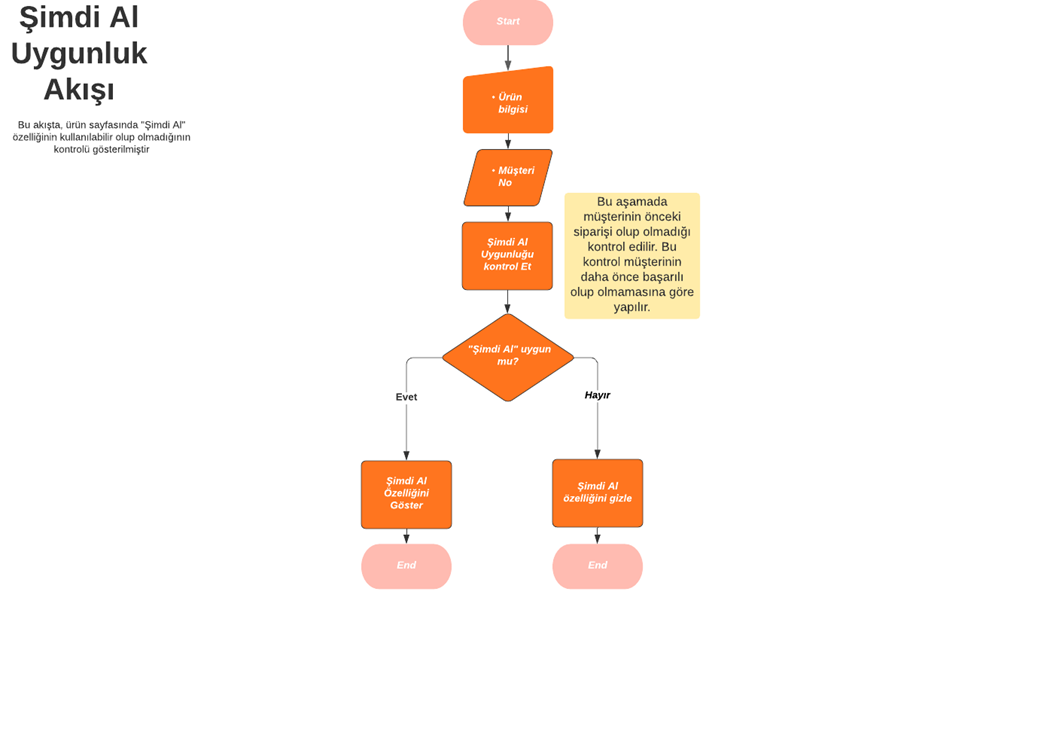 Şimdi Al
Uygunluk
Akışı
Bu akışta, ürün sayfasında "Şimdi Al"
özelliğinin kullanılabilir olup olmadığının
kontrolü gösterilmiştir
Start
• Ürün
bilgisi
• Müşteri
No
Şimdi Al
Uygunluğu
kontrol Et
Bu aşamada
müşterinin önceki
siparişi olup olmadığı
kontrol edilir. Bu
kontrol müşterinin
daha önce başarılı
olup olmamasına göre
yapılır.
"Şimdi Al" uygun
mu?
Evet
Hayır
Şimdi Al
Özelliğini
Göster
Şimdi Al
özelliğini gizle
End
End